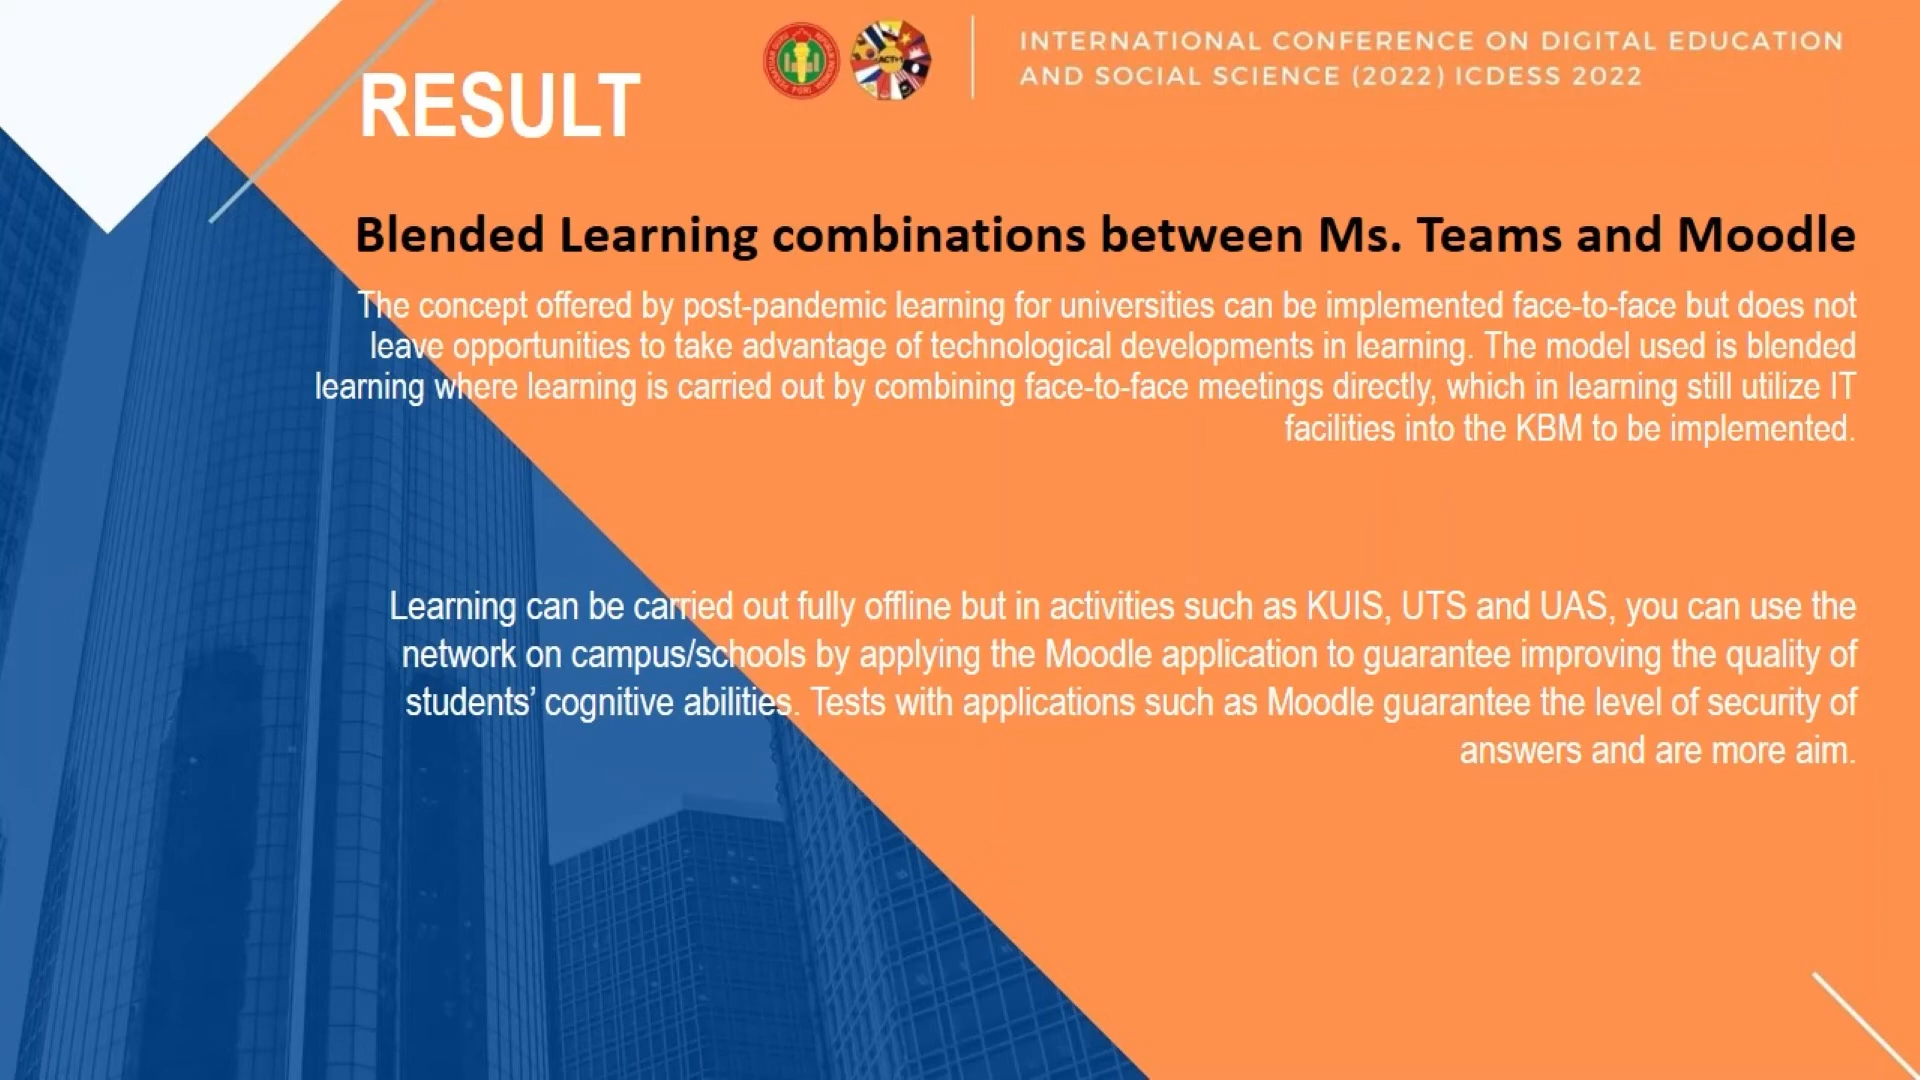 INTERNATIONAL CONFERENCE ON DIGITAL EDUCATION
AND SOCIAL SCIENCE (2022) ICDESS 2022
RESULT
Blended Learning combinations between Ms. Teams and Moodle
The concept offered by post-pandemic learning for universities can be implemented face-to-face but does not
leave opportunities to take advantage of technological developments in learning. The model used is blended
learning where learning is carried out by combining face-to-face meetings directly, which in learning still utilize IT
facilities into the KBM to be implemented.
Learning can be carried out fully offline but in activities such as KUIS, UTS and UAS, you can use the
network on campus/schools by applying the Moodle application to guarantee improving the quality of
students’ cognitive abilities. Tests with applications such as Moodle guarantee the level of security of
answers and are more aim.